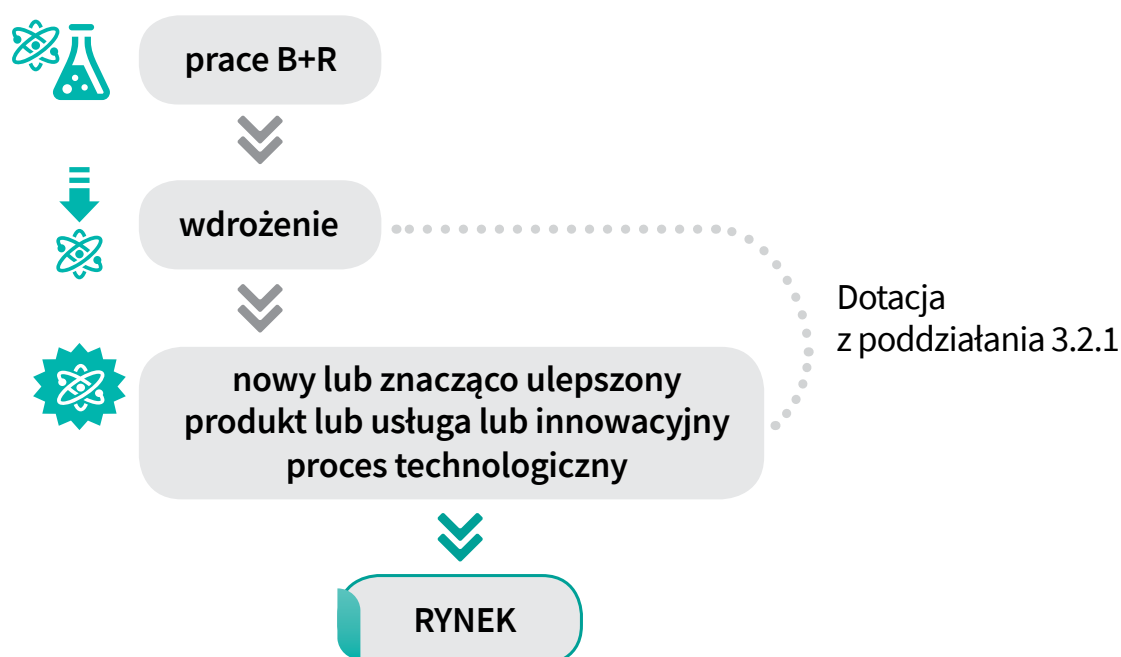 prace B+R
wdrożenie
Dotacja
z poddziałania 3.2.1
nowy lub znacząco ulepszony
produkt lub usługa lub innowacyjny
proces technologiczny
RYNEK